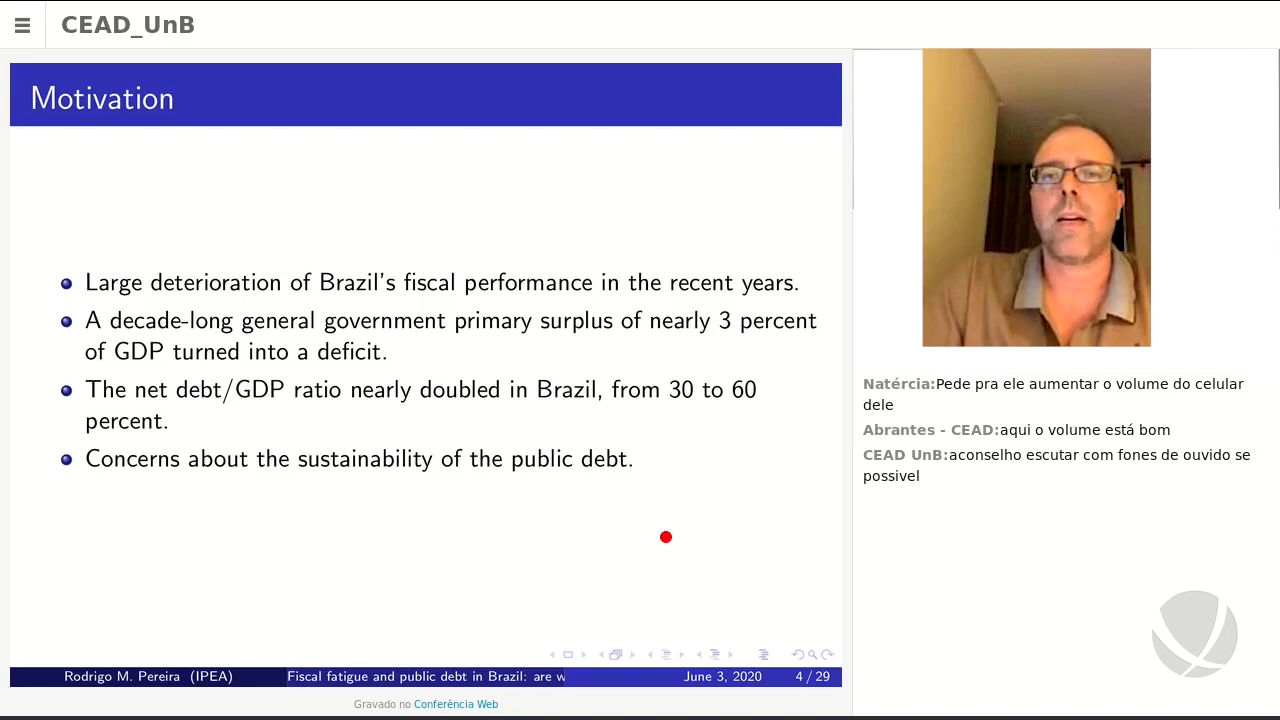 CEAD_UnB
Motivation
Large deterioration of Brazil's fiscal performance in the recent years.
A decade-long general government primary surplus of nearly 3 percent
of GDP turned into a deficit.
The net debt/GDP ratio nearly doubled in Brazil, from 30 to 60
percent.
Concerns about the sustainability of the public debt.
Rodrigo M. Pereira (IPEA) Fiscal fatigue and public debt in Brazil: are w June 3, 2020 4 / 29
Gravado no Conferência Web
Natércia:Pede pra ele aumentar o volume do celular
dele
Abrantes - CEAD:aqui o volume está bom
CEAD UnB:aconselho escutar com fones de ouvido se
possivel